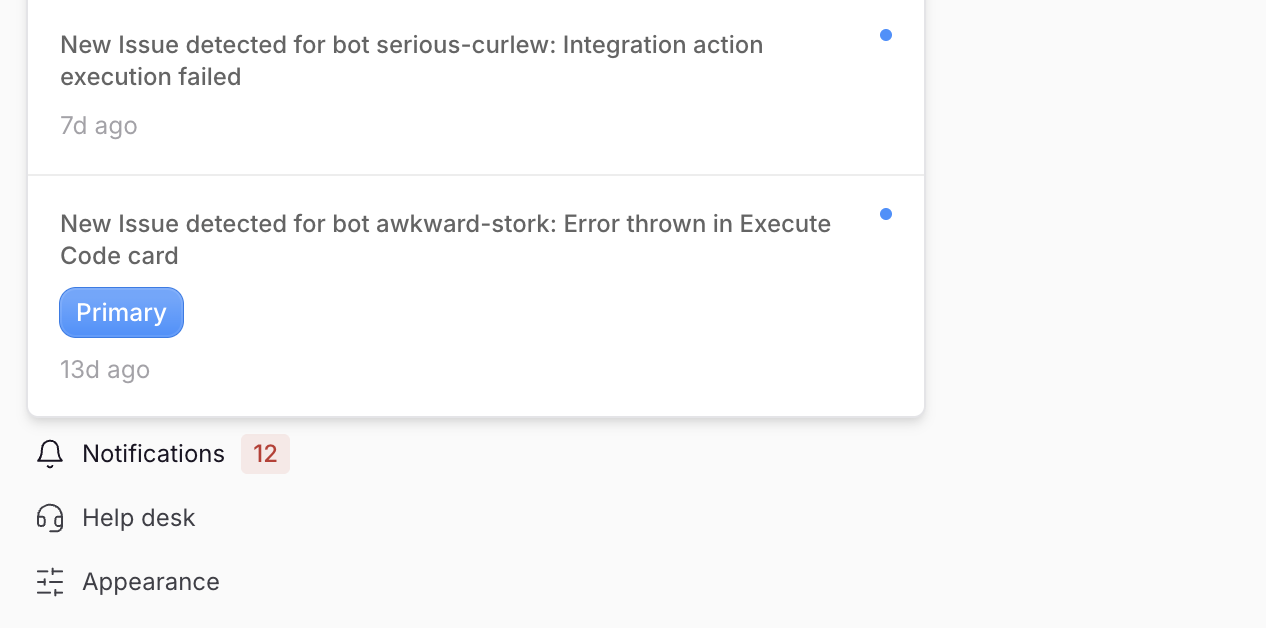 New Issue detected for bot serious-curlew: Integration action
execution failed
7d ago
New Issue detected for bot awkward-stork: Error thrown in Execute
Code card
Primary
13d ago
Notifications 12
Help desk
Appearance